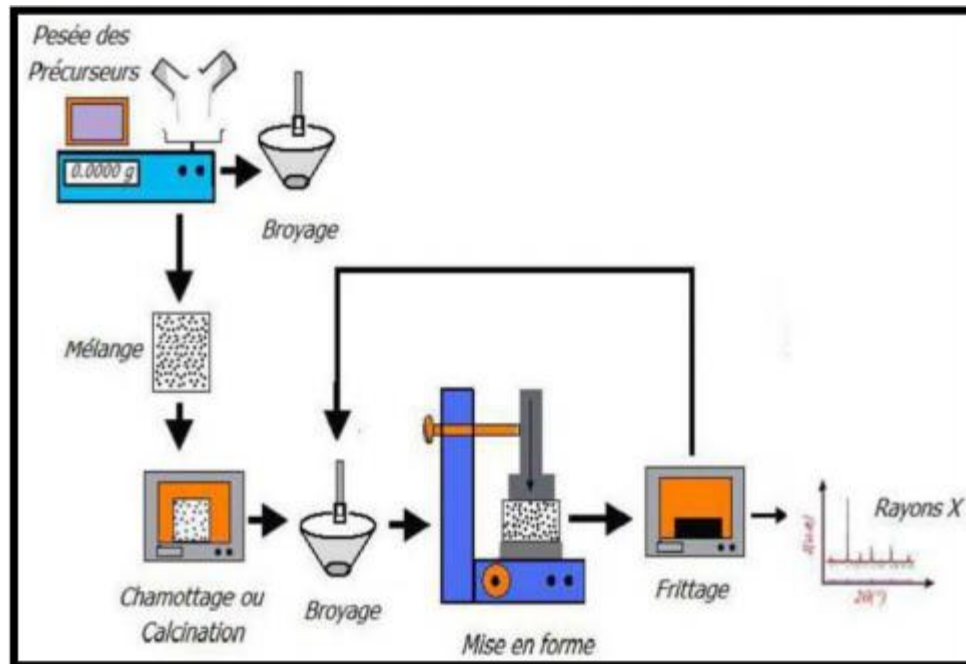 Pesée des
Précurseurs
0.0000 g
Broyage
Mélange
Chamottage ou
Calcination
Broyage
Mise en forme
Frittage
Rayons X
I(u.a)
2θ(°)